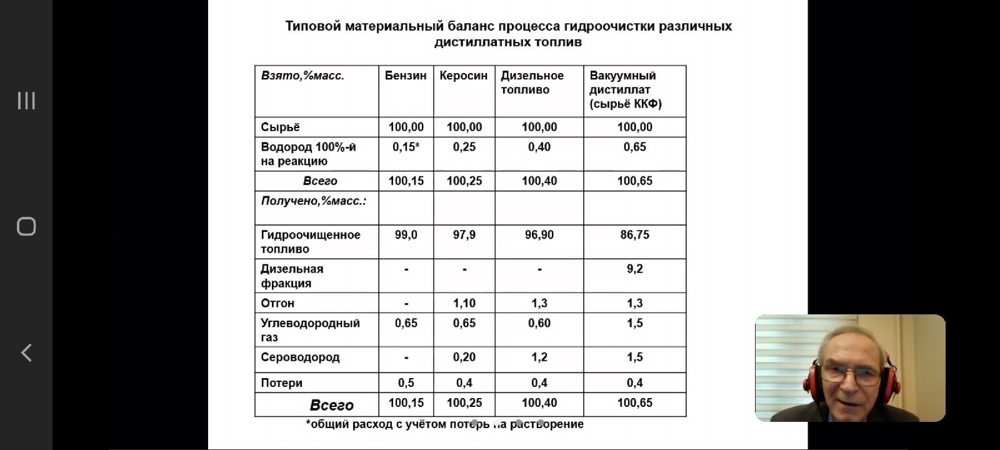 Типовой материальный баланс процесса гидроочистки различных
дистиллатных топлив
Взято,%масс. Бензин Керосин Дизельное топливо Вакуумный дистиллат (сырьё ККФ)
Сырьё 100,00 100,00 100,00 100,00
Водород 100%-й на реакцию 0,15* 0,25 0,40 0,65
Всего 100,15 100,25 100,40 100,65
Получено,%масс.:
Гидроочищенное топливо 99,0 97,9 96,90 86,75
Дизельная фракция - - - 9,2
Отгон - 1,10 1,3 1,3
Углеводородный газ 0,65 0,65 0,60 1,5
Сероводород - 0,20 1,2 1,5
Потери 0,5 0,4 0,4 0,4
Всего 100,15 100,25 100,40 100,65
*общий расход с учётом потерь на растворение